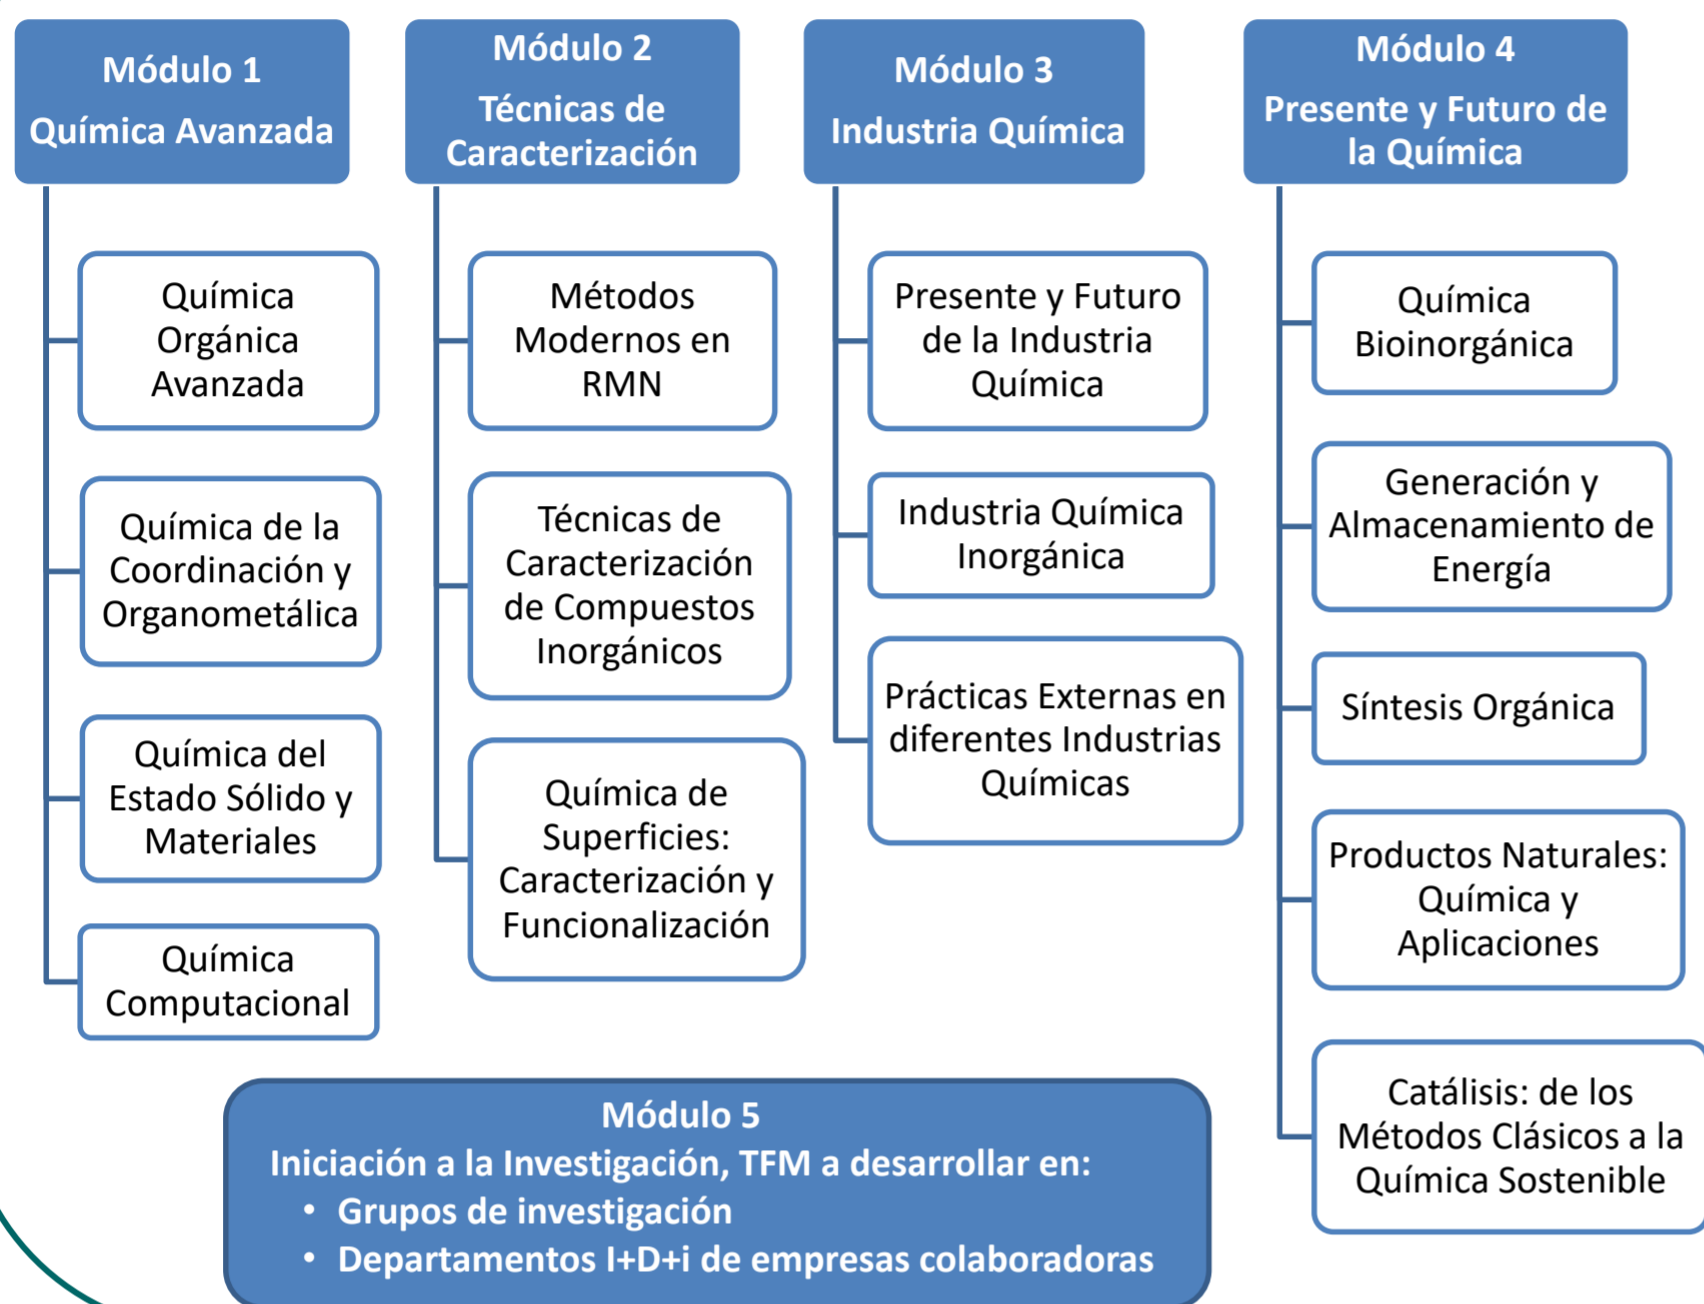 Módulo 1
Química Avanzada
Química
Orgánica
Avanzada
Química de la
Coordinación y
Organometálica
Química del
Estado Sólido y
Materiales
Química
Computacional
Módulo 2
Técnicas de
Caracterización
Métodos
Modernos en
RMN
Técnicas de
Caracterización
de Compuestos
Inorgánicos
Química de
Superficies:
Caracterización y
Funcionalización
Módulo 3
Industria Química
Presente y Futuro
de la Industria
Química
Industria Química
Inorgánica
Prácticas Externas en
diferentes Industrias
Químicas
Módulo 4
Presente y Futuro de
la Química
Química
Bioinorgánica
Generación y
Almacenamiento de
Energía
Síntesis Orgánica
Productos Naturales:
Química y
Aplicaciones
Catálisis: de los
Métodos Clásicos a la
Química Sostenible
Módulo 5
Iniciación a la Investigación, TFM a desarrollar en:
• Grupos de investigación
• Departamentos I+D+i de empresas colaboradoras